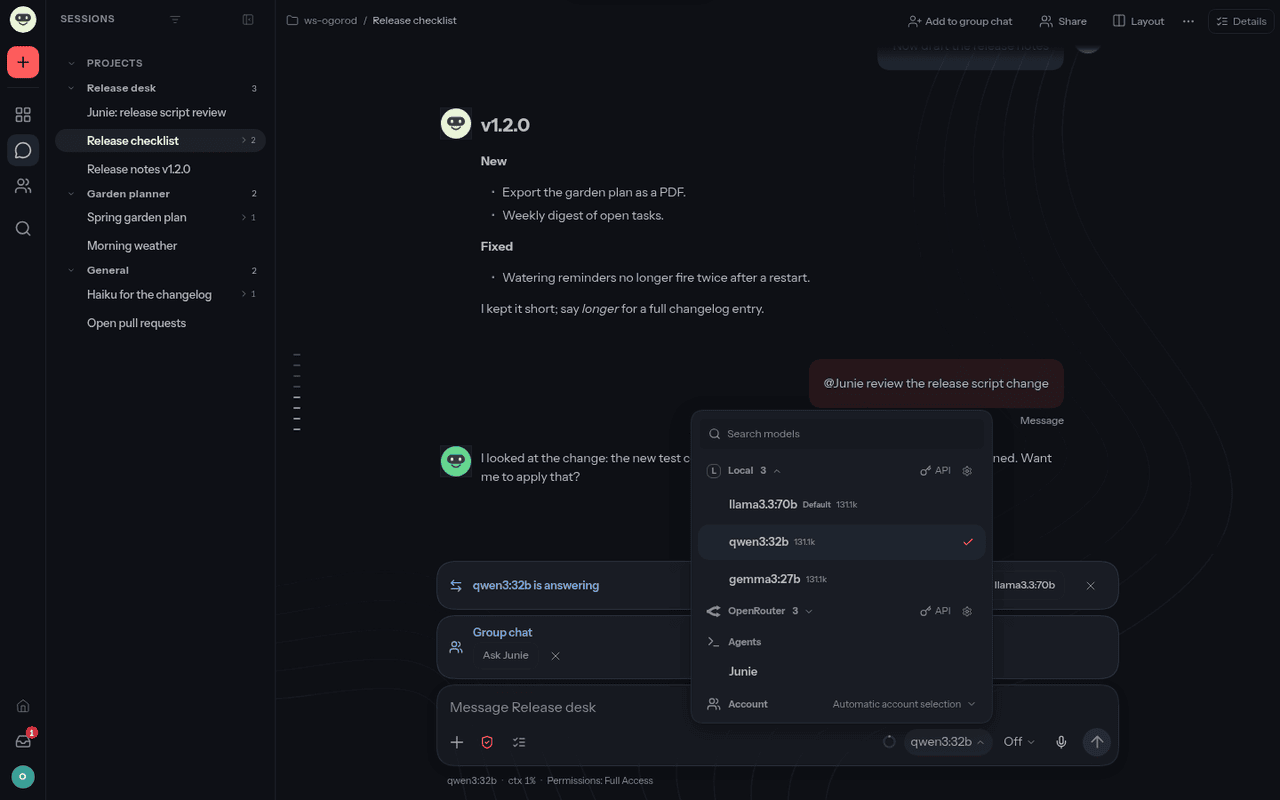 SESSIONS
PROJECTS
Release desk 3
Junie: release script review
Release checklist 2
Release notes v1.2.0
Garden planner 2
Spring garden plan 1
Morning weather
General 2
Haiku for the changelog 1
Open pull requests
1
O
ws-ogorod / Release checklist
Add to group chat
Share
Layout
Details
Now draft the release notes
v1.2.0
New
• Export the garden plan as a PDF.
• Weekly digest of open tasks.
Fixed
• Watering reminders no longer fire twice after a restart.
I kept it short; say longer for a full changelog entry.
@Junie review the release script change
Message
I looked at the change: the new test c
ned. Want
me to apply that?
Search models
L Local 3 API
llama3.3:70b Default 131.1k
qwen3:32b 131.1k
gemma3:27b 131.1k
OpenRouter 3 API
Agents
Junie
Account Automatic account selection
qwen3:32b is answering
llama3.3:70b
Group chat
Ask Junie
Message Release desk
qwen3:32b
Off
qwen3:32b · ctx 1% · Permissions: Full Access